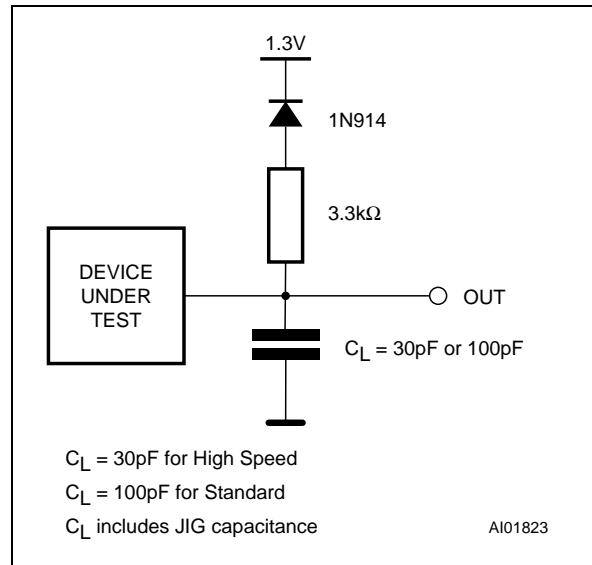 1.3V
1N914
3.3kΩ
DEVICE
UNDER
TEST
OUT
CL = 30pF or 100pF
CL = 30pF for High Speed
CL = 100pF for Standard
CL includes JIG capacitance
AI01823